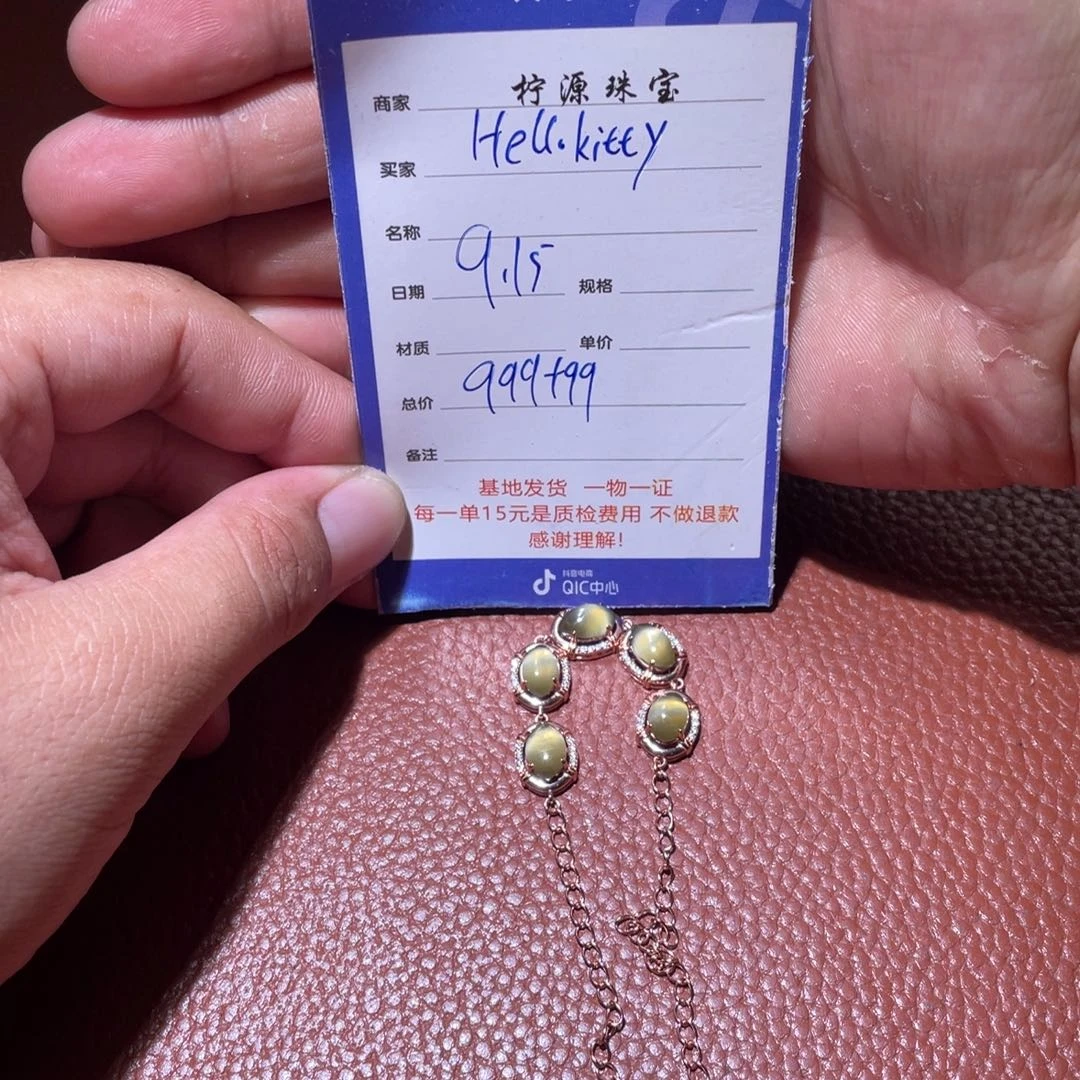 商家 柠源珠宝
买家 Hell.kitty
名称
日期 9.15 规格
材质 单价
总价 999+99
备注
基地发货 一物一证
每一单15元是质检费用 不做退款
感谢理解!
抖音电商
QIC中心